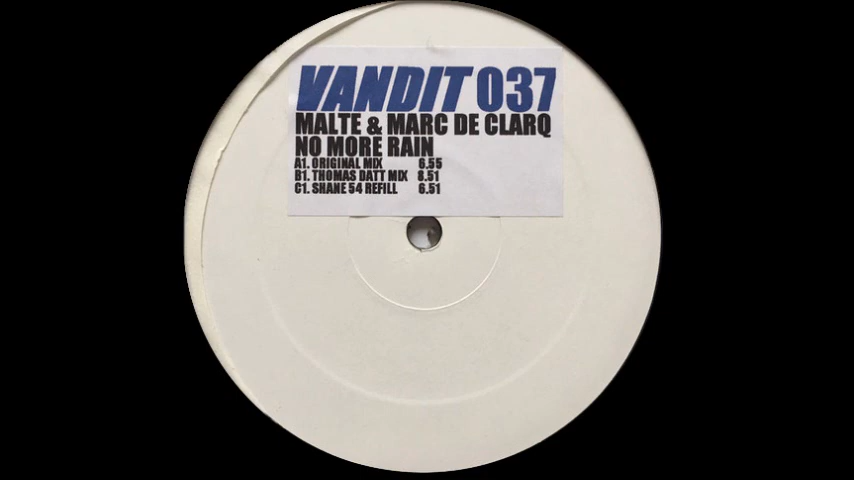 VANDIT 037
MALTE & MARC DE CLARQ
NO MORE RAIN
A1. ORIGINAL MIX 6.55
B1. THOMAS DATT MIX 8.51
C1. SHANE 54 REFILL 6.51